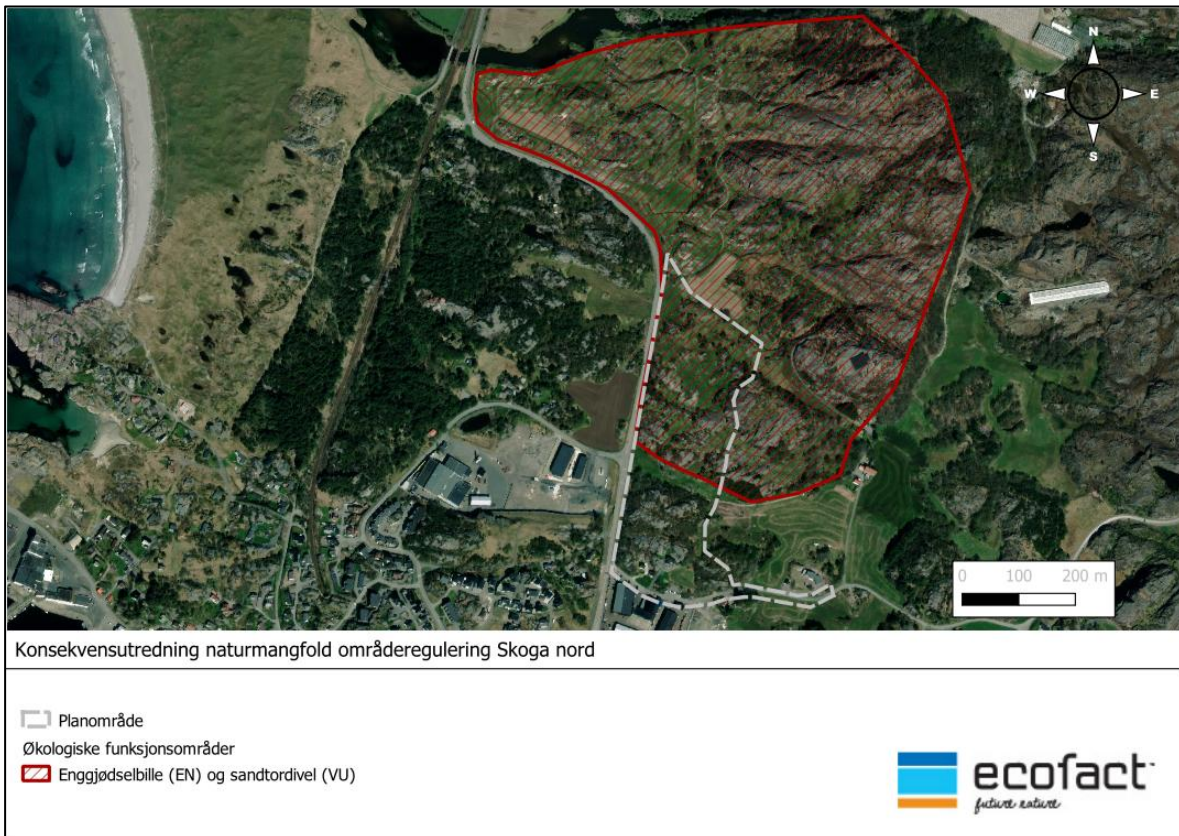 N
W E
S
0 100 200 m
Konsekvensutredning naturmangfold områderegulering Skoga nord
Planområde
Økologiske funksjonsområder
Enggjødselbille (EN) og sandtordivel (VU)
ecofact
future nature